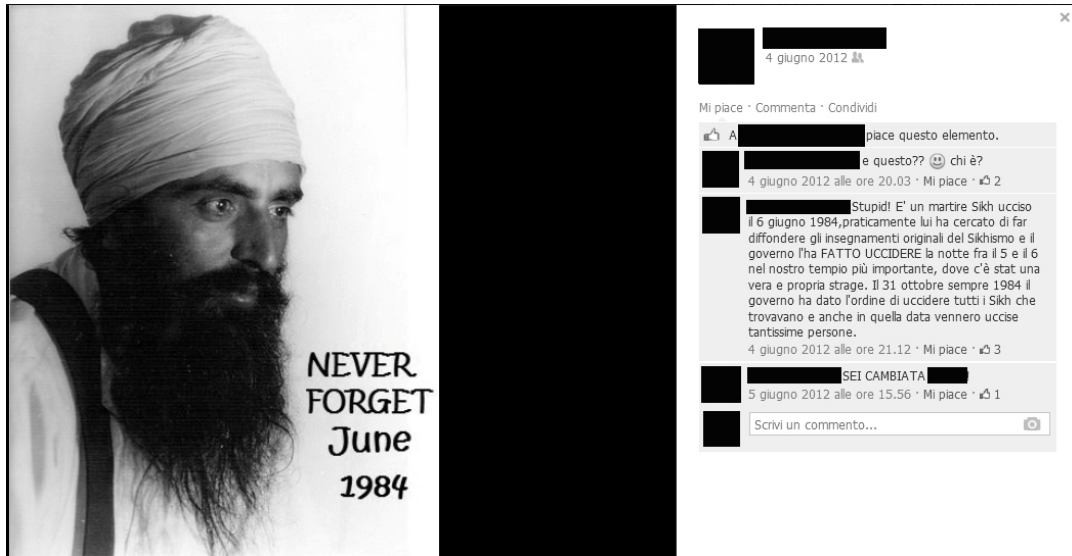 NEVER
FORGET
June
1984
4 giugno 2012
Mi piace · Commenta · Condividi
A piace questo elemento.
e questo?? chi è?
4 giugno 2012 alle ore 20.03 · Mi piace · 2
Stupid! E' un martire Sikh ucciso
il 6 giugno 1984,praticamente lui ha cercato di far
diffondere gli insegnamenti originali del Sikhismo e il
governo l'ha FATTO UCCIDERE la notte fra il 5 e il 6
nel nostro tempio più importante, dove c'è stat una
vera e propria strage. Il 31 ottobre sempre 1984 il
governo ha dato l'ordine di uccidere tutti i Sikh che
trovavano e anche in quella data vennero uccise
tantissime persone.
4 giugno 2012 alle ore 21.12 · Mi piace · 3
SEI CAMBIATA !
5 giugno 2012 alle ore 15.56 · Mi piace · 1
Scrivi un commento...